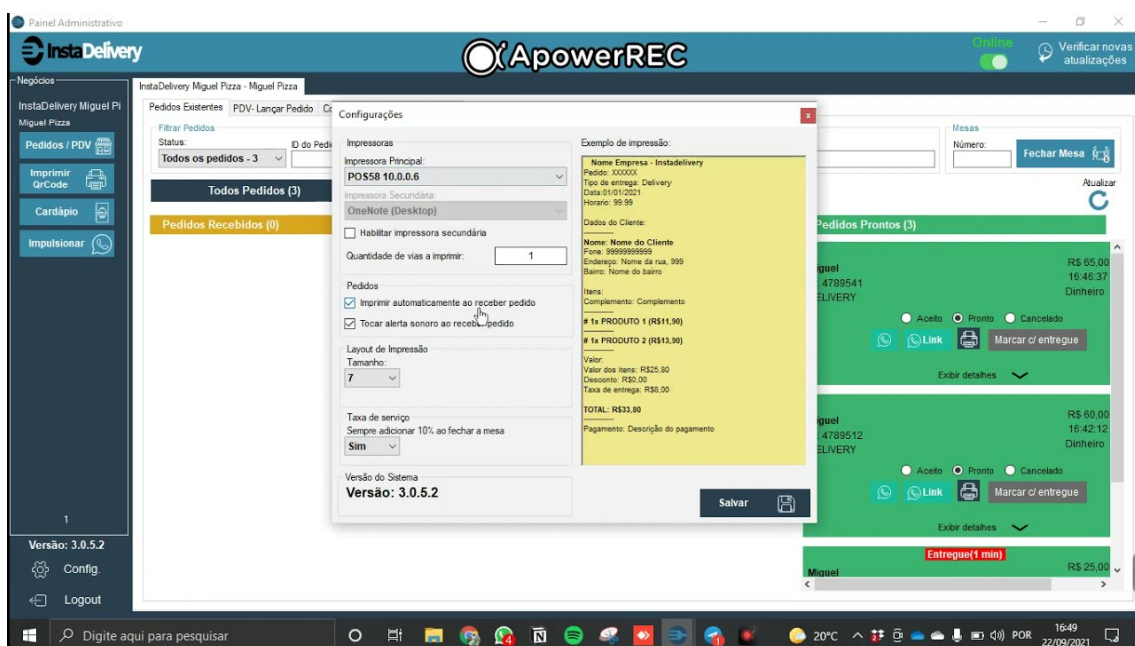 Painel Administrativo
InstaDelivery
ApowerREC
Online
Verificar novas
atualizações
Negócios
InstaDelivery Miguel Pi
Miguel Pizza
Pedidos / PDV
Imprimir
QrCode
Cardápio
Impulsionar
1
Versão: 3.0.5.2
Config.
Logout
InstaDelivery Miguel Pizza - Miguel Pizza
Pedidos Existentes
PDV- Lançar Pedido
Filtrar Pedidos
Status:
ID do Pedi
Todos os pedidos - 3
Todos Pedidos (3)
Pedidos Recebidos (0)
Configurações
x
Impressoras
Impressora Principal:
POS58 10.0.0.6
Impressora Secundária:
OneNote (Desktop)
Habilitar impressora secundária
Quantidade de vias a imprimir:
1
Pedidos
Imprimir automaticamente ao receber pedido
Tocar alerta sonoro ao receber pedido
Layout de Impressão
Tamanho:
7
Taxa de serviço
Sempre adicionar 10% ao fechar a mesa
Sim
Versão do Sistema
Versão: 3.0.5.2
Exemplo de impressão:
Nome Empresa - Instadelivery
Pedido: XXXXXX
Tipo de entrega: Delivery
Data:01/01/2021
Horario: 99:99
Dados do Cliente:
Nome: Nome do Cliente
Fone: 99999999999
Endereço: Nome da rua, 999
Bairro: Nome do bairro
Itens:
Complemento: Complemento
# 1x PRODUTO 1 (R$11,90)
# 1x PRODUTO 2 (R$13,90)
Valor:
Valor dos itens: R$25,80
Desconto: R$0,00
Taxa de entrega: R$8,00
TOTAL: R$33,80
Pagamento: Descrição do pagamento
Salvar
Mesas
Número:
Fechar Mesa
Atualizar
Pedidos Prontos (3)
iguel
4789541
ELIVERY
R$ 65,00
16:46:37
Dinheiro
Aceito
Pronto
Cancelado
Link
Marcar c/ entregue
Exibir detalhes
iguel
: 4789512
ELIVERY
R$ 60,00
16:42:12
Dinheiro
Aceito
Pronto
Cancelado
Link
Marcar c/ entregue
Exibir detalhes
Entregue(1 min)
Miguel
R$ 25,00
Digite aqui para pesquisar
20°C
POR
16:49
22/09/2021